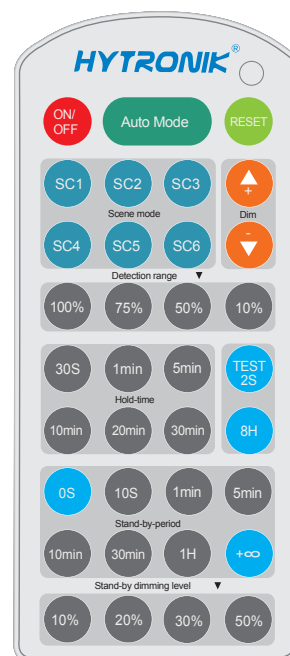 HYTRONIK®
ON/
OFF
Auto Mode
RESET
SC1 SC2 SC3
+
Scene mode
Dim
SC4 SC5 SC6
-
Detection range ▼
100% 75% 50% 10%
30S 1min 5min
TEST
2S
Hold-time
10min 20min 30min 8H
0S 10S 1min 5min
Stand-by-period
10min 30min 1H +∞
Stand-by dimming level ▼
10% 20% 30% 50%